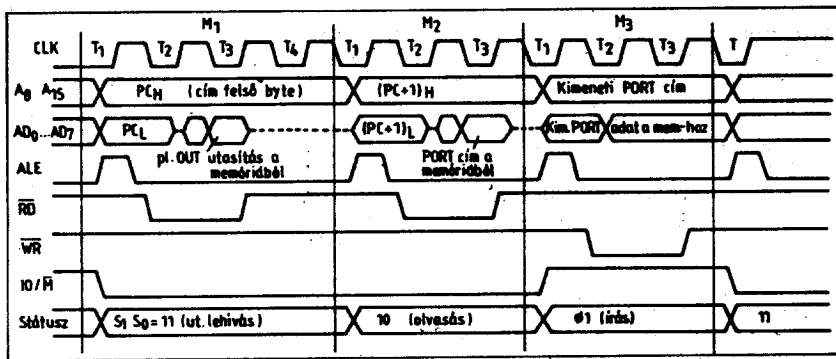 M1 M2 M3
CLK T1 T2 T3 T4 T1 T2 T3 T1 T2 T3 T
A8 A15 PCH (cím felső byte) (PC+1)H Kimeneti PORT cím
AD0...AD7 PCL (PC+1)L Kim. PORT adat a mem-hoz
pl. OUT utasítás a memóriából
PORT cím a memóriából
ALE
RD
WR
IO/M
Státusz S1 S0=11 (ut. lehívás) 10 (olvasás) 01 (írás) 11